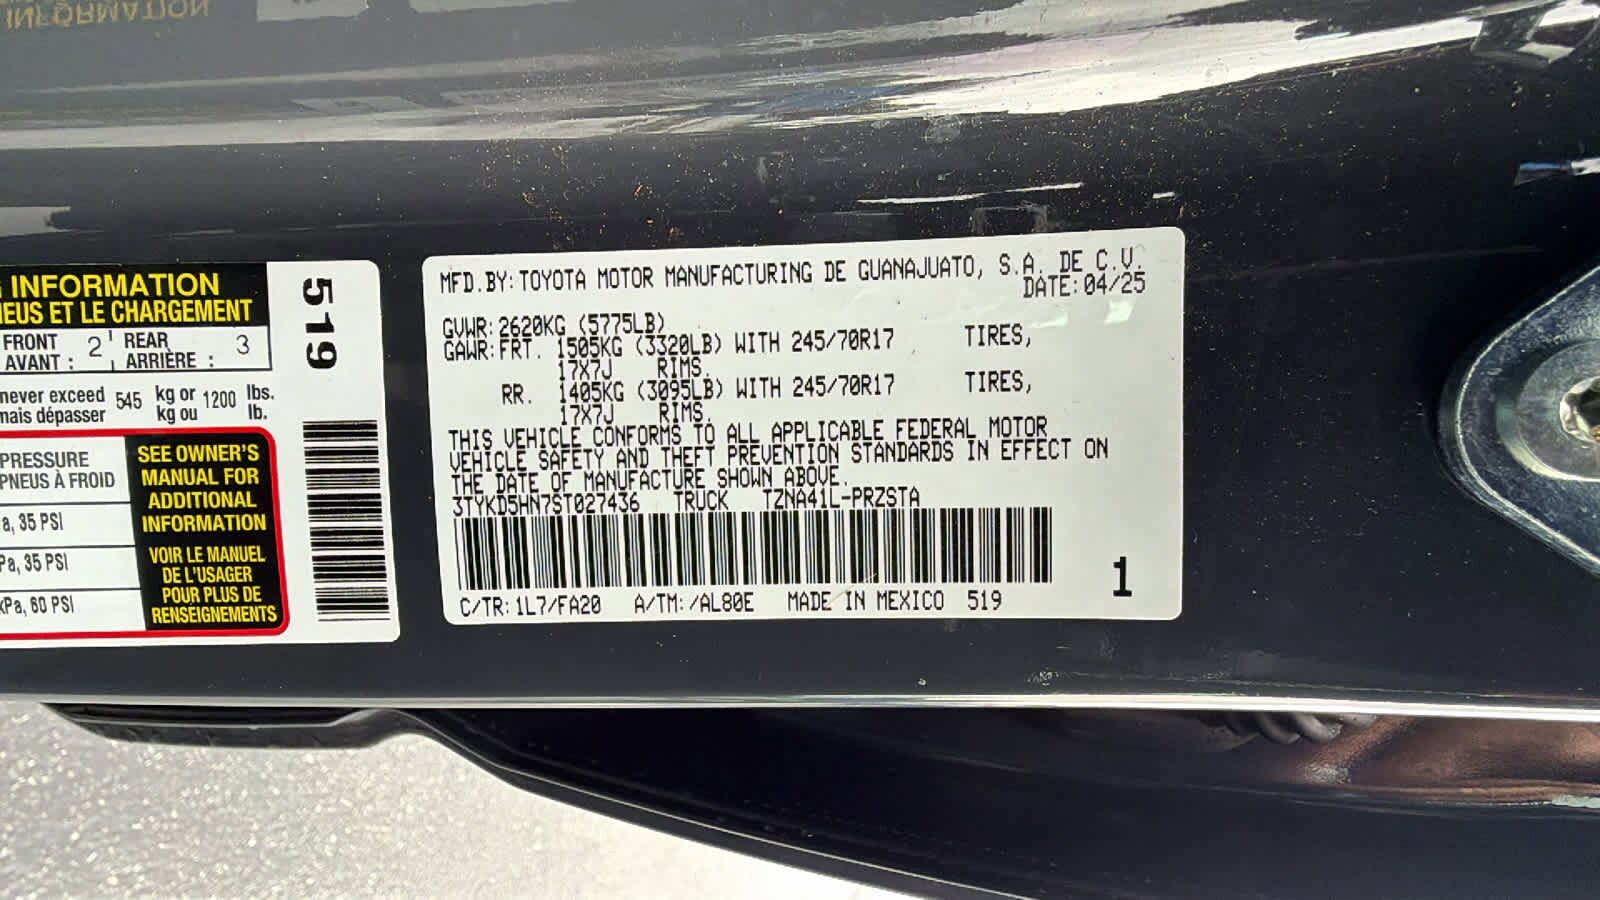 INFORMATION
INFORMATION
NEUS ET LE CHARGEMENT
FRONT 2 REAR 3
AVANT : ARRIÈRE :
never exceed 545 kg or 1200 lbs.
mais dépasser kg ou lb.
PRESSURE
PNEUS À FROID
a, 35 PSI
Pa, 35 PSI
kPa, 60 PSI
SEE OWNER'S
MANUAL FOR
ADDITIONAL
INFORMATION
VOIR LE MANUEL
DE L'USAGER
POUR PLUS DE
RENSEIGNEMENTS
519
MFD.BY:TOYOTA MOTOR MANUFACTURING DE GUANAJUATO, S.A. DE C.V.
DATE:04/25
GVWR:2620KG (5775LB)
GAWR:FRT. 1505KG (3320LB) WITH 245/70R17 TIRES,
17X7J RIMS.
RR. 1405KG (3095LB) WITH 245/70R17 TIRES,
17X7J RIMS.
THIS VEHICLE CONFORMS TO ALL APPLICABLE FEDERAL MOTOR
VEHICLE SAFETY AND THEFT PREVENTION STANDARDS IN EFFECT ON
THE DATE OF MANUFACTURE SHOWN ABOVE.
3TYKD5HN7ST027436 TRUCK TZNA41L-PRZSTA
C/TR:1L7/FA20 A/TM:/AL80E MADE IN MEXICO 519
1